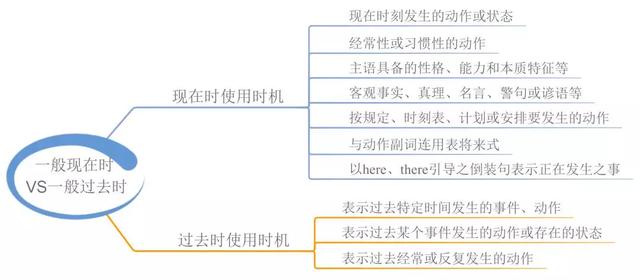 一般现在时
VS一般过去时
现在时使用时机
现在时刻发生的动作或状态
经常性或习惯性的动作
主语具备的性格、能力和本质特征等
客观事实、真理、名言、警句或谚语等
按规定、时刻表、计划或安排要发生的动作
与动作副词连用表将来式
以here、there引导之倒装句表示正在发生之事
过去时使用时机
表示过去特定时间发生的事件、动作
表示过去某个事件发生的动作或存在的状态
表示过去经常或反复发生的动作